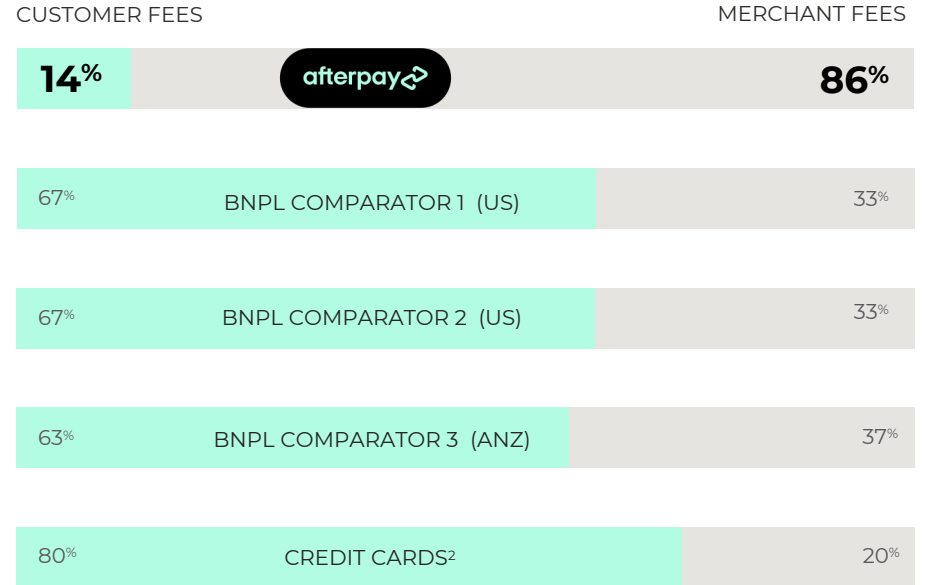 CUSTOMER FEES MERCHANT FEES
14% afterpay 86%
67% BNPL COMPARATOR 1 (US) 33%
67% BNPL COMPARATOR 2 (US) 33%
63% BNPL COMPARATOR 3 (ANZ) 37%
80% CREDIT CARDS² 20%